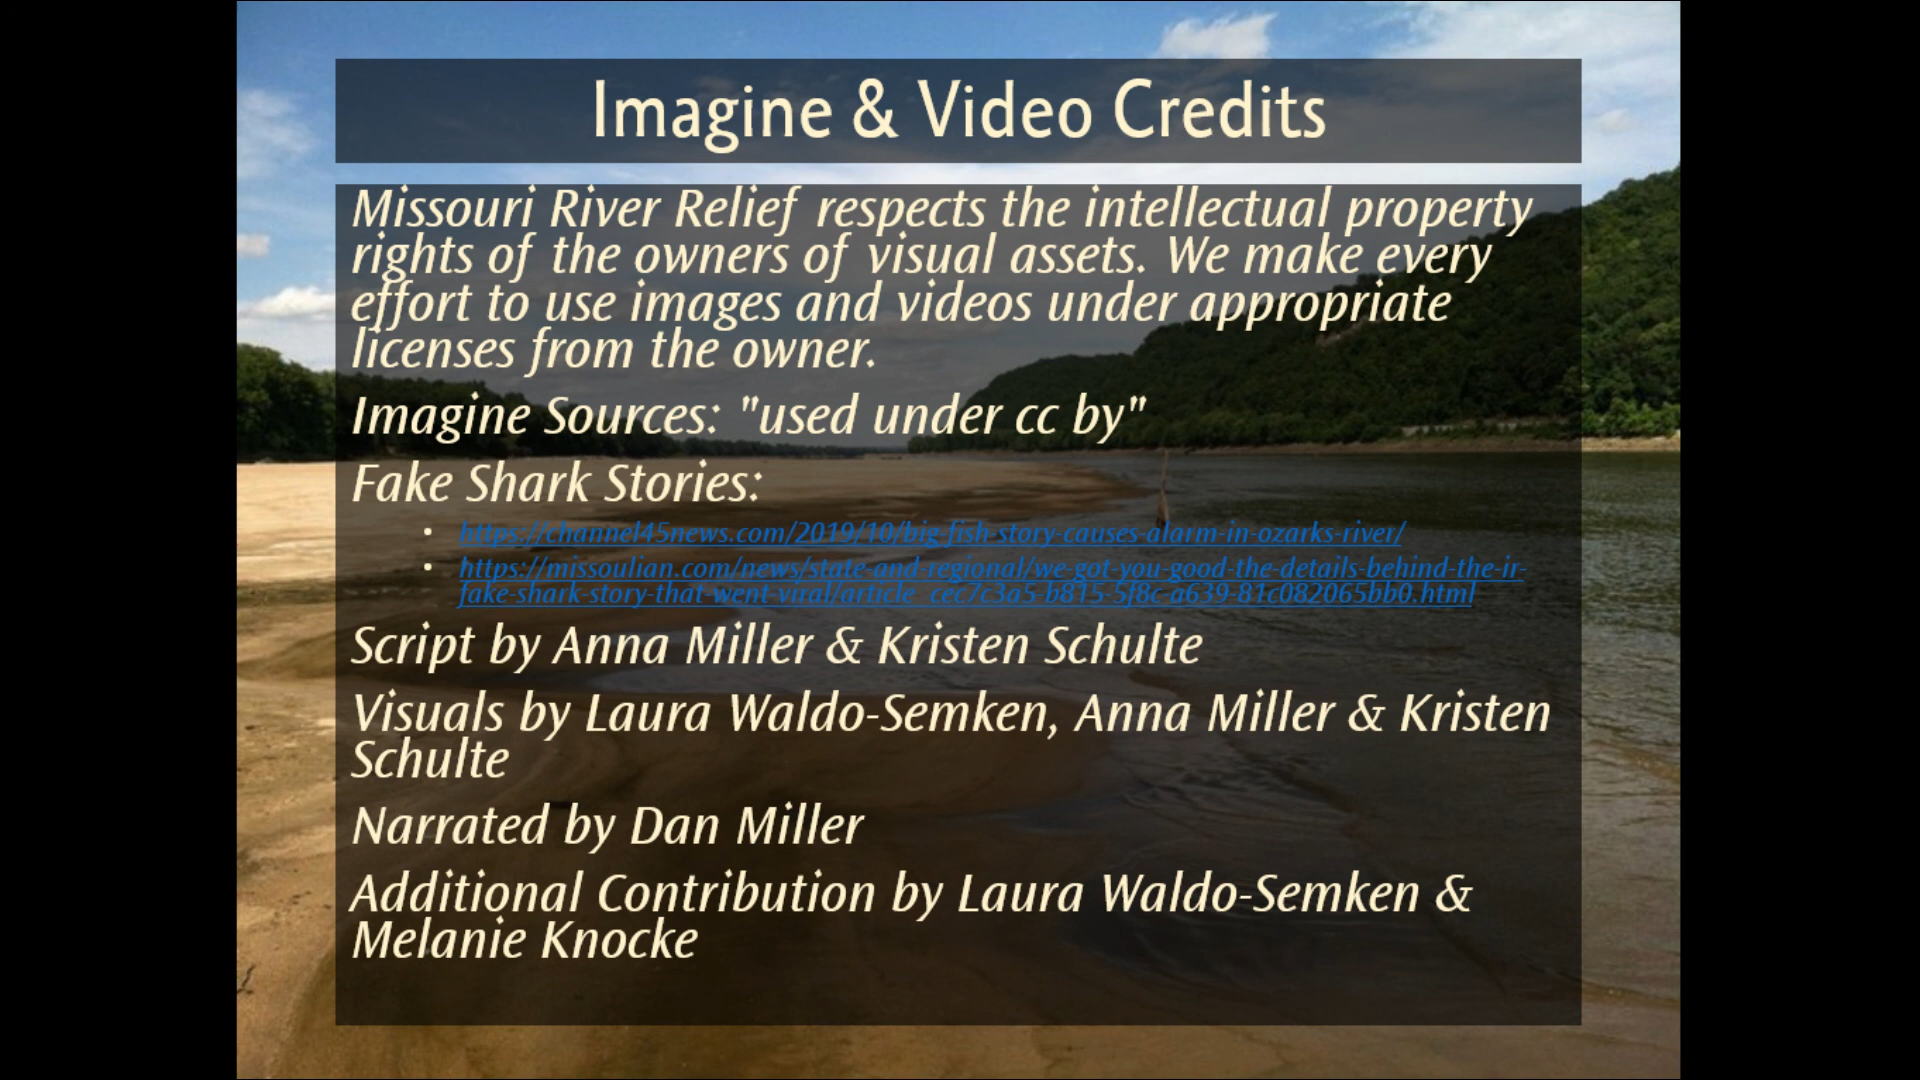 Imagine & Video Credits
Missouri River Relief respects the intellectual property
rights of the owners of visual assets. We make every
effort to use images and videos under appropriate
licenses from the owner.
Imagine Sources: "used under cc by"
Fake Shark Stories:
• https://channel45news.com/2019/10/big-fish-story-causes-alarm-in-ozarks-river/
• https://missoulian.com/news/state-and-regional/we-got-you-good-the-details-behind-the-ir-
fake-shark-story-that-went-viral/article_cec7c3a5-b815-5f8c-a639-81c082065bb0.html
Script by Anna Miller & Kristen Schulte
Visuals by Laura Waldo-Semken, Anna Miller & Kristen
Schulte
Narrated by Dan Miller
Additional Contribution by Laura Waldo-Semken &
Melanie Knocke